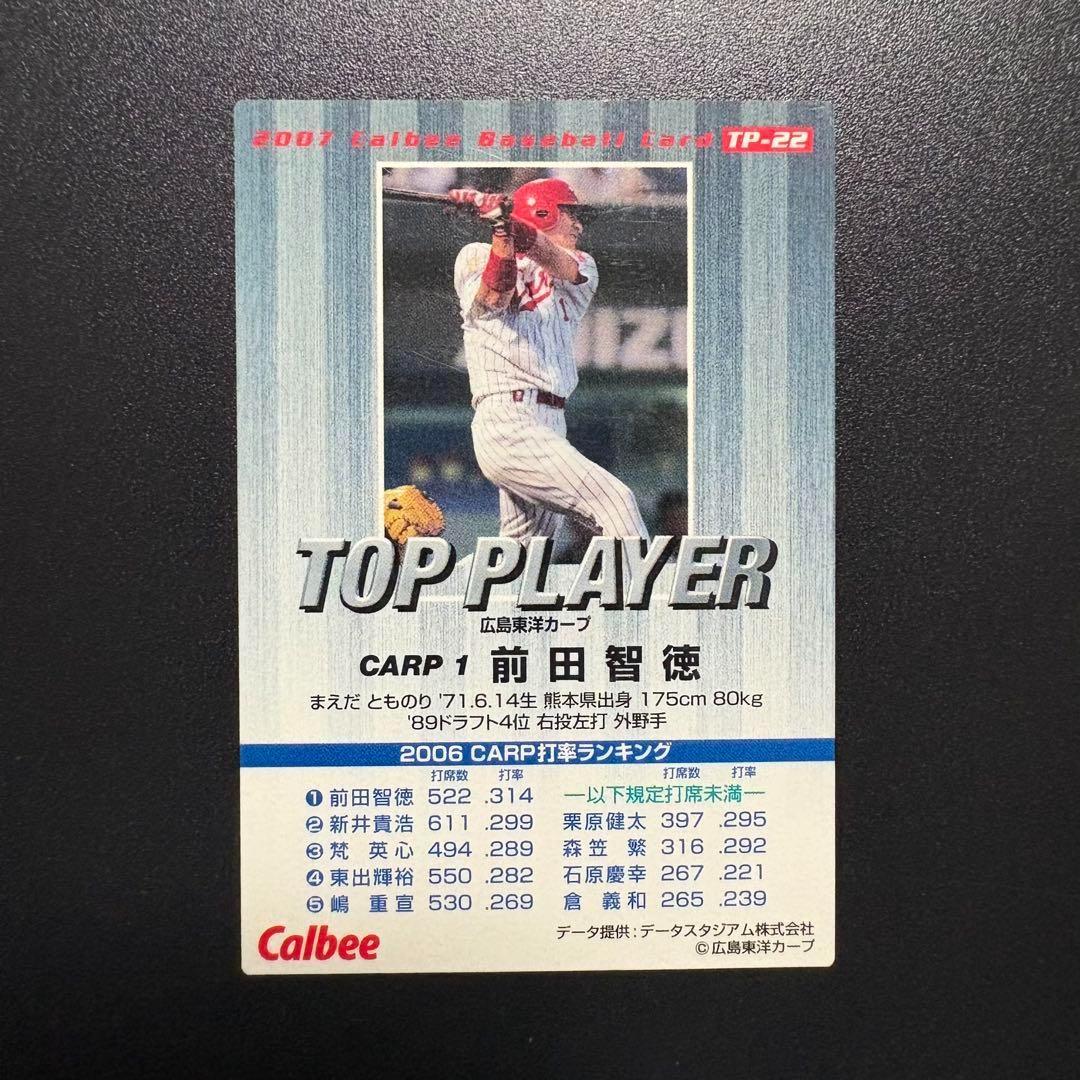 2007 Calbee Baseball Card TP-22
TOP PLAYER
広島東洋カープ
CARP 1 前田智徳
まえだ とものり '71.6.14生 熊本県出身 175cm 80kg
'89ドラフト4位 右投左打 外野手
2006 CARP打率ランキング
打席数 打率 打席数 打率
❶ 前田智徳 522 .314 ―以下規定打席未満―
❷ 新井貴浩 611 .299 栗原健太 397 .295
❸ 梵 英心 494 .289 森笠 繁 316 .292
❹ 東出輝裕 550 .282 石原慶幸 267 .221
❺ 嶋 重宣 530 .269 倉 義和 265 .239
Calbee
データ提供:データスタジアム株式会社
©広島東洋カープ